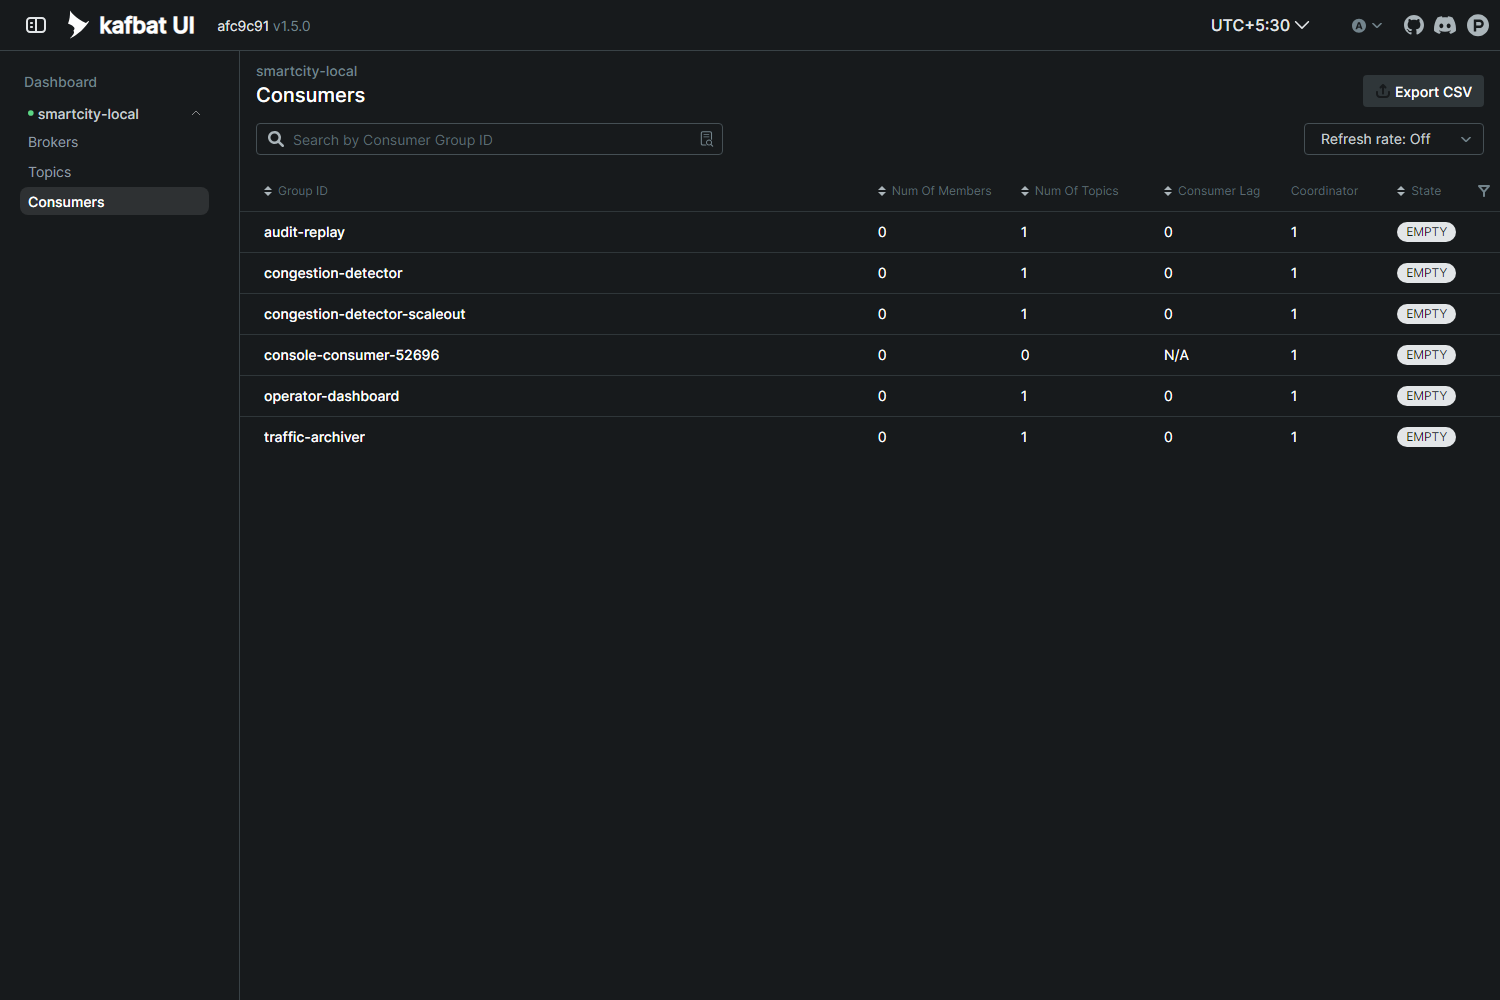 kafbat UI afc9c91 v1.5.0 UTC+5:30 A P
Dashboard
smartcity-local
Brokers
Topics
Consumers
smartcity-local
Consumers
Export CSV
Search by Consumer Group ID
Refresh rate: Off
Group ID Num Of Members Num Of Topics Consumer Lag Coordinator State
audit-replay 0 1 0 1 EMPTY
congestion-detector 0 1 0 1 EMPTY
congestion-detector-scaleout 0 1 0 1 EMPTY
console-consumer-52696 0 0 N/A 1 EMPTY
operator-dashboard 0 1 0 1 EMPTY
traffic-archiver 0 1 0 1 EMPTY